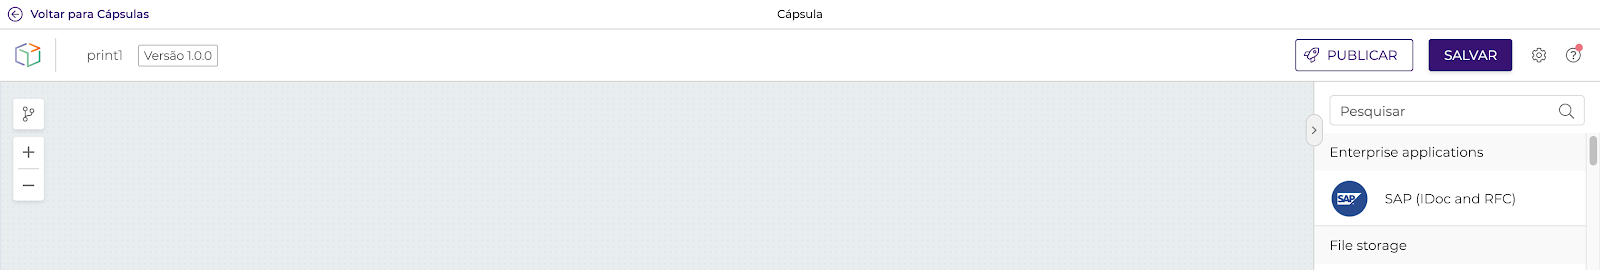 Voltar para Cápsulas
Cápsula
print1
Versão 1.0.0
PUBLICAR
SALVAR
Pesquisar
Enterprise applications
SAP
SAP (IDoc and RFC)
File storage